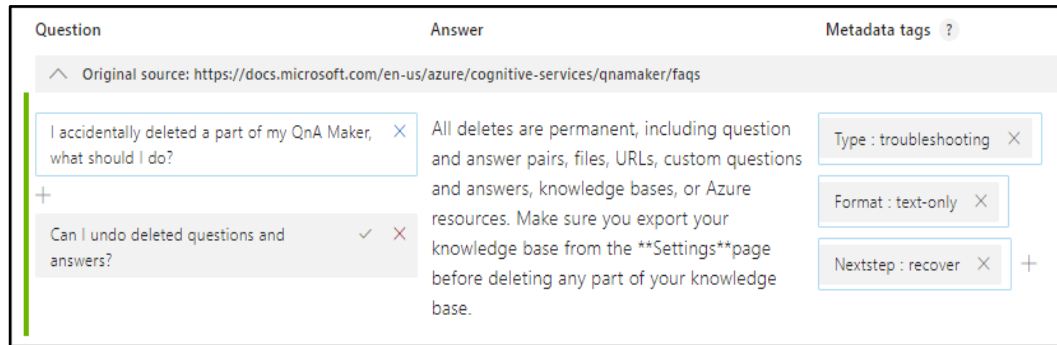 Question Answer Metadata tags ?
Original source: https://docs.microsoft.com/en-us/azure/cognitive-services/qnamaker/faqs
I accidentally deleted a part of my QnA Maker,
what should I do?
Can I undo deleted questions and
answers?
All deletes are permanent, including question
and answer pairs, files, URLs, custom questions
and answers, knowledge bases, or Azure
resources. Make sure you export your
knowledge base from the **Settings**page
before deleting any part of your knowledge
base.
Type : troubleshooting
Format : text-only
Nextstep : recover